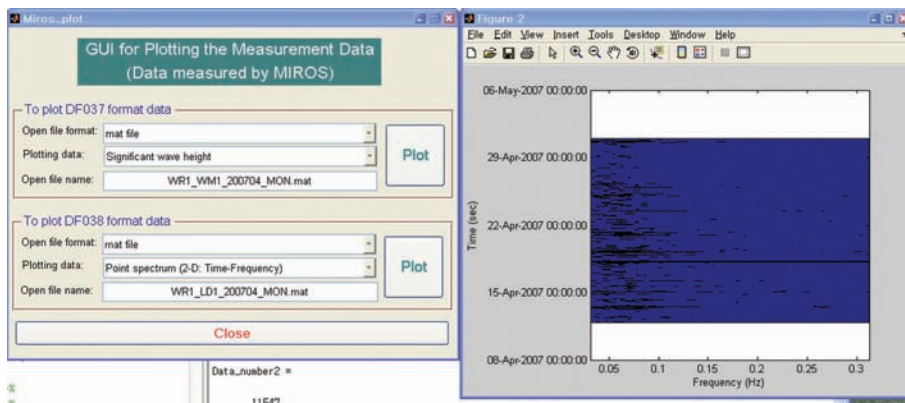 Miros_plot
GUI for Plotting the Measurement Data
(Data measured by MIROS)
To plot DF037 format data
Open file format: mat file
Plotting data: Significant wave height
Open file name: WR1_WM1_200704_MON.mat
Plot
To plot DF038 format data
Open file format: mat file
Plotting data: Point spectrum (2-D: Time-Frequency)
Open file name: WR1_LD1_200704_MON.mat
Plot
Close
Data_number2 =
11547
Figure 2
File Edit View Insert Tools Desktop Window Help
06-May-2007 00:00:00
29-Apr-2007 00:00:00
22-Apr-2007 00:00:00
15-Apr-2007 00:00:00
08-Apr-2007 00:00:00
Time (sec)
0.05 0.1 0.15 0.2 0.25 0.3
Frequency (Hz)